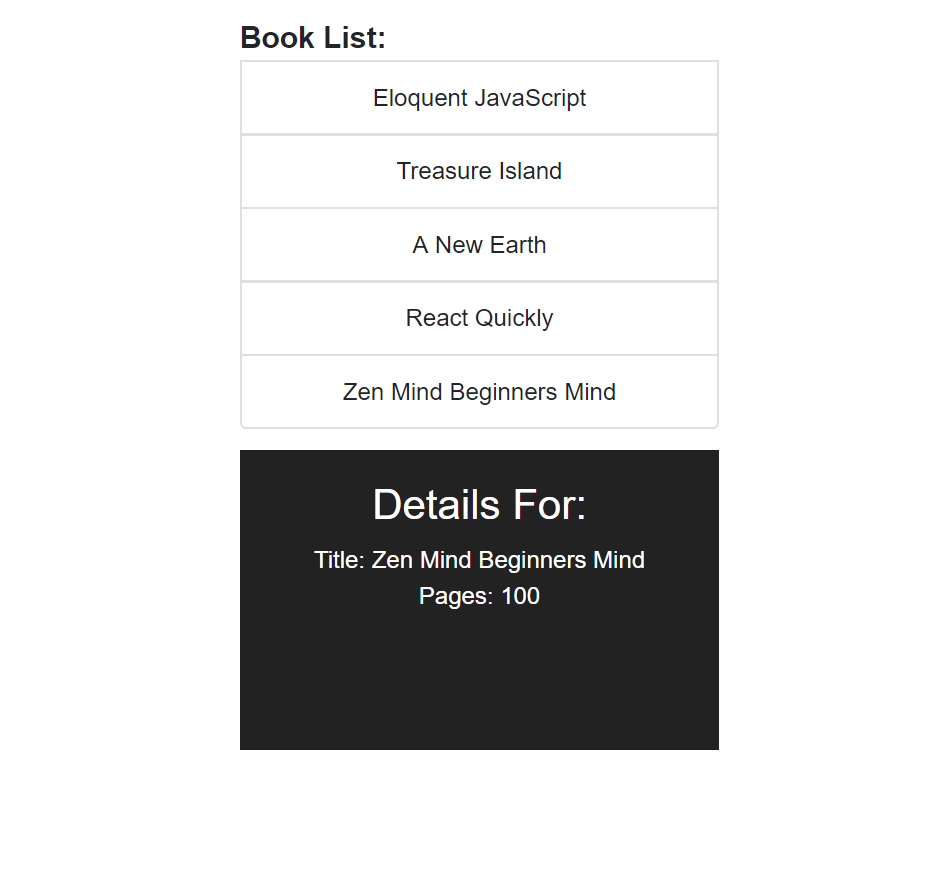 Book List:
Eloquent JavaScript
Treasure Island
A New Earth
React Quickly
Zen Mind Beginners Mind
Details For:
Title: Zen Mind Beginners Mind
Pages: 100